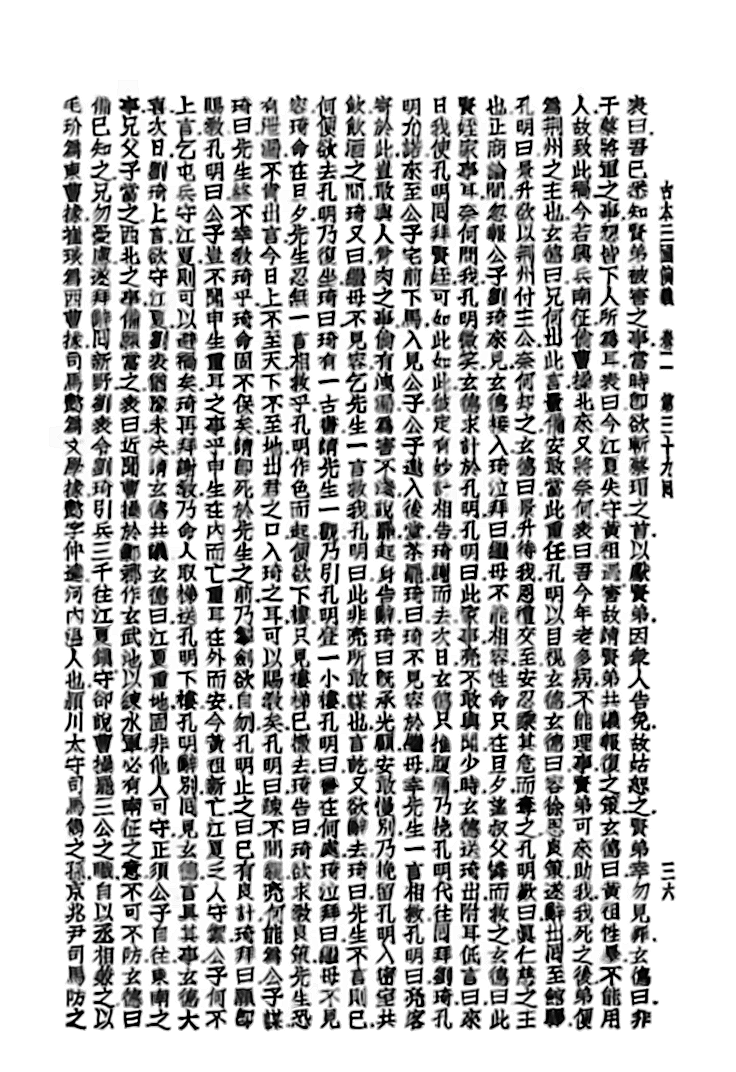 古本三國演義　卷二　第三十九回　三六
表曰吾已悉知賢弟被害之事當時即欲斬蔡瑁之首以獻賢弟因衆人告免故姑恕之賢弟幸勿見罪玄德曰非
干蔡將軍之事想皆下人所爲耳表曰今江夏失守黃祖遇害故請賢弟共議報復之策玄德曰黃祖性暴不能用
人故致此禍今若興兵南征倘曹操北來又將奈何表曰吾今年老多病不能理事賢弟可來助我我死之後弟便
爲荊州之主也玄德曰兄何出此言量備安敢當此重任孔明以目視玄德玄德曰容徐思良策遂辭出回至館驛
孔明曰景升欲以荊州付主公奈何却之玄德曰景升待我恩禮交至安忍乘其危而奪之孔明歎曰眞仁慈之主
也正商論間忽報公子劉琦來見玄德接入琦泣拜曰繼母不能相容性命只在旦夕望叔父憐而救之玄德曰此
賢姪家事耳奈何問我孔明微笑玄德求計於孔明孔明曰此家事亮不敢與聞少時玄德送琦出附耳低言曰來
日我使孔明回拜賢姪可如此如此彼定有妙計相告琦謝而去次日玄德只推腹痛乃挽孔明代往回拜劉琦孔
明允諾來至公子宅前下馬入見公子公子邀入後堂茶罷琦曰琦不見容於繼母幸先生一言相救孔明曰亮客
寄於此豈敢與人骨肉之事倘有洩漏爲害不淺說罷起身告辭琦曰既承光顧安敢慢別乃挽留孔明入密室共
飲飲酒之間琦又曰繼母不見容乞先生一言救我孔明曰此非亮所敢謀也言訖又欲辭去琦曰先生不言則已
何便欲去孔明乃復坐琦曰琦有一古書請先生一觀乃引孔明登一小樓孔明曰書在何處琦泣拜曰繼母不見
容琦命在旦夕先生忍無一言相救乎孔明作色而起便欲下樓只見樓梯已撤去琦告曰琦欲求教良策先生恐
有泄漏不肯出言今日上不至天下不至地出君之口入琦之耳可以賜教矣孔明曰疎不間親亮何能爲公子謀
琦曰先生終不幸教琦乎琦命固不保矣請即死於先生之前乃掣劍欲自刎孔明止之曰已有良計琦拜曰願即
賜教孔明曰公子豈不聞申生重耳之事乎申生在內而亡重耳在外而安今黃祖新亡江夏乏人守禦公子何不
上言乞屯兵守江夏則可以避禍矣琦再拜謝教乃命人取梯送孔明下樓孔明辭別回見玄德言具其事玄德大
喜次日劉琦上言欲守江夏劉表猶豫未決請玄德共議玄德曰江夏重地固非他人可守正須公子自往東南之
事兄父子當之西北之事備願當之表曰近聞曹操於鄴郡作玄武池以練水軍必有南征之意不可不防玄德曰
備已知之兄勿憂慮遂拜辭回新野劉表令劉琦引兵三千往江夏鎮守却說曹操罷三公之職自以丞相兼之以
毛玠爲東曹掾崔琰爲西曹掾司馬懿爲文學掾懿字仲達河內溫人也潁川太守司馬雋之孫京兆尹司馬防之